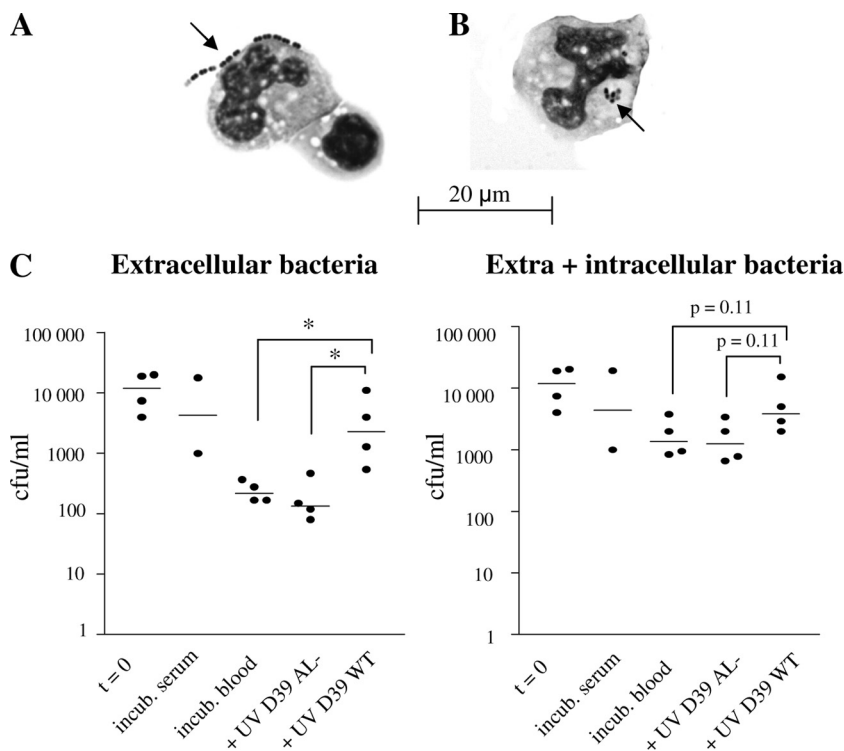 A
B
20 µm
C
Extracellular bacteria
Extra + intracellular bacteria
100 000
10 000
1000
100
10
1
cfu/ml
*
*
t = 0
incub. serum
incub. blood
+ UV D39 AL-
+ UV D39 WT
100 000
10 000
1000
100
10
1
cfu/ml
p = 0.11
p = 0.11
t = 0
incub. serum
incub. blood
+ UV D39 AL-
+ UV D39 WT